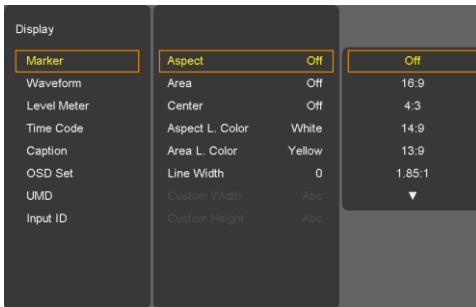 Display
Marker
Waveform
Level Meter
Time Code
Caption
OSD Set
UMD
Input ID
Aspect Off
Area Off
Center Off
Aspect L. Color White
Area L. Color Yellow
Line Width 0
Custom Width Abc
Custom Height Abc
Off
16:9
4:3
14:9
13:9
1.85:1
▼